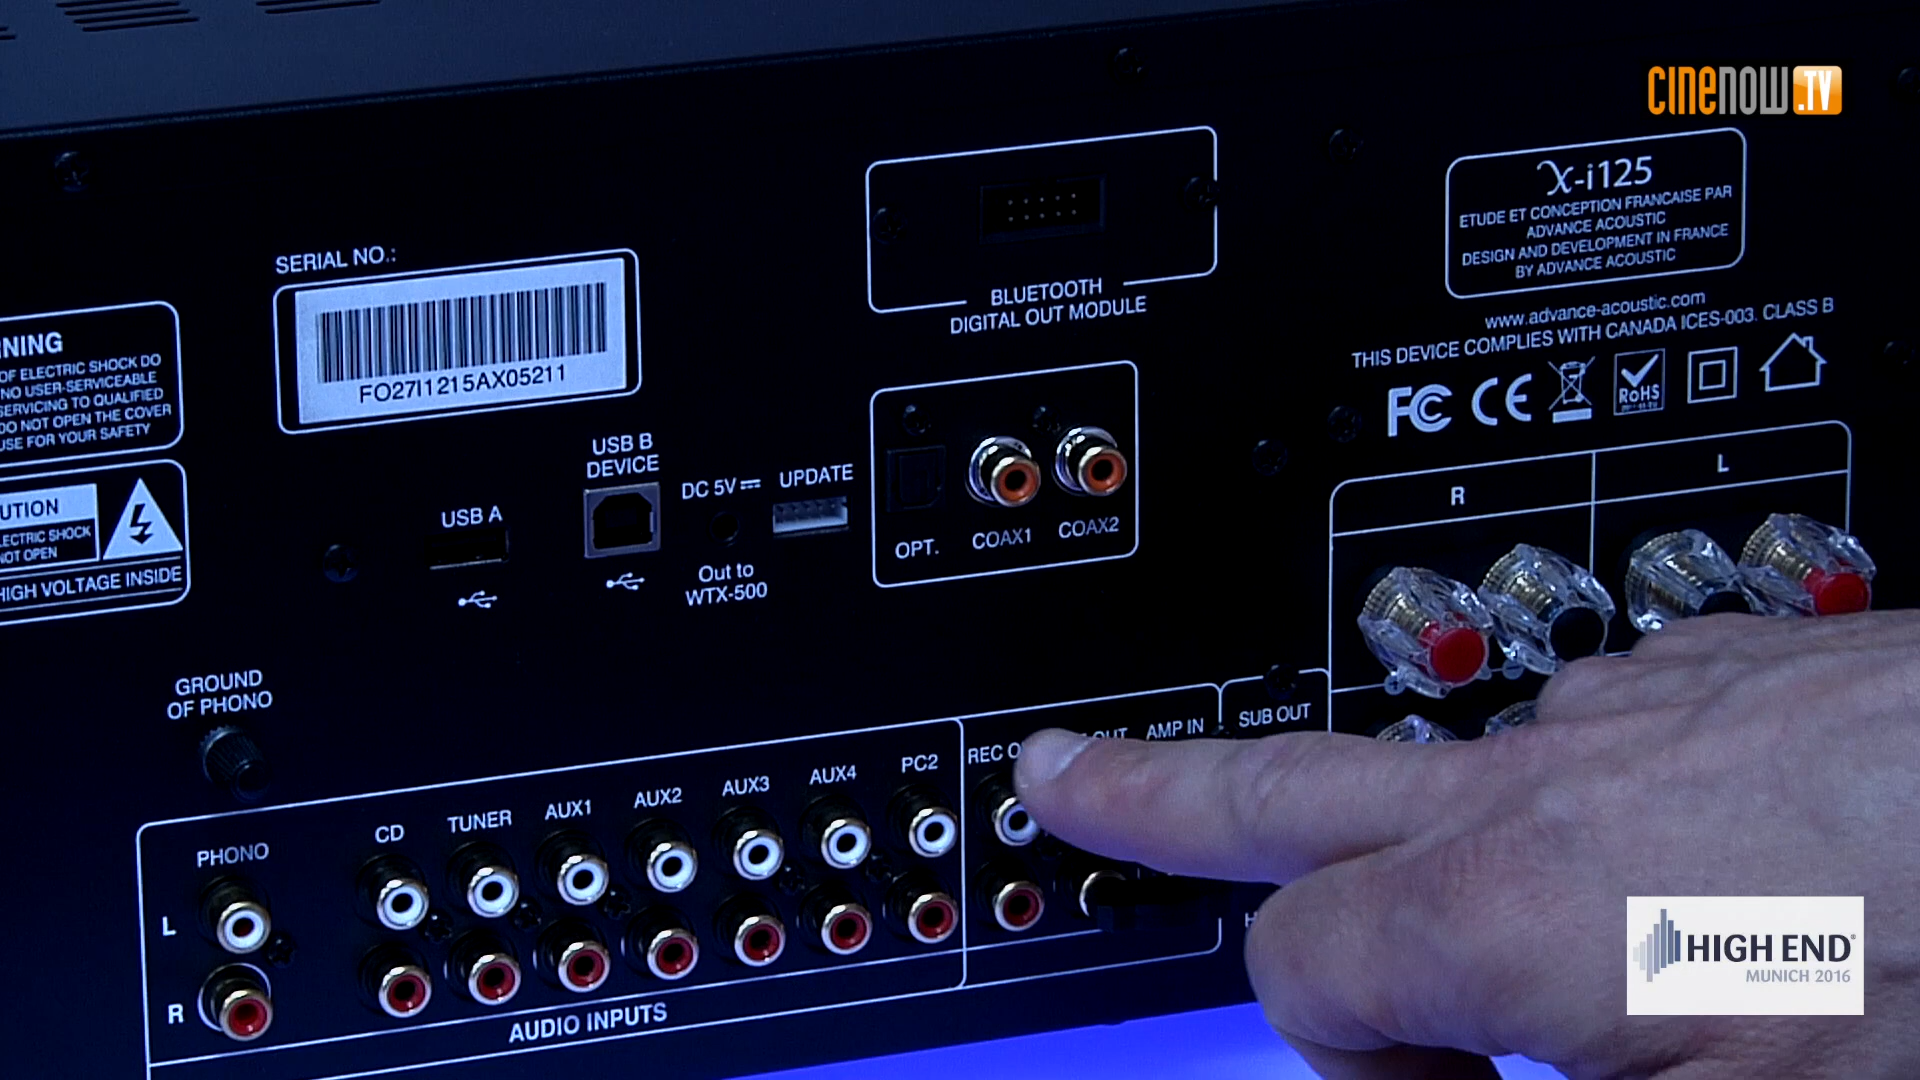 cinenow.TV
X-i125
ETUDE ET CONCEPTION FRANCAISE PAR
ADVANCE ACOUSTIC
DESIGN AND DEVELOPMENT IN FRANCE
BY ADVANCE ACOUSTIC
www.advance-acoustic.com
THIS DEVICE COMPLIES WITH CANADA ICES-003. CLASS B
FC CE RoHS
SERIAL NO.:
FO27I1215AX05211
BLUETOOTH
DIGITAL OUT MODULE
NING
OF ELECTRIC SHOCK DO
NO USER-SERVICEABLE
SERVICING TO QUALIFIED
DO NOT OPEN THE COVER
USE FOR YOUR SAFETY
UTION
ELECTRIC SHOCK
NOT OPEN
HIGH VOLTAGE INSIDE
USB A
USB B
DEVICE
DC 5V
UPDATE
Out to
WTX-500
OPT.
COAX1
COAX2
R
L
GROUND
OF PHONO
PHONO
CD
TUNER
AUX1
AUX2
AUX3
AUX4
PC2
REC O
OUT
AMP IN
SUB OUT
L
R
H
AUDIO INPUTS
HIGH END®
MUNICH 2016